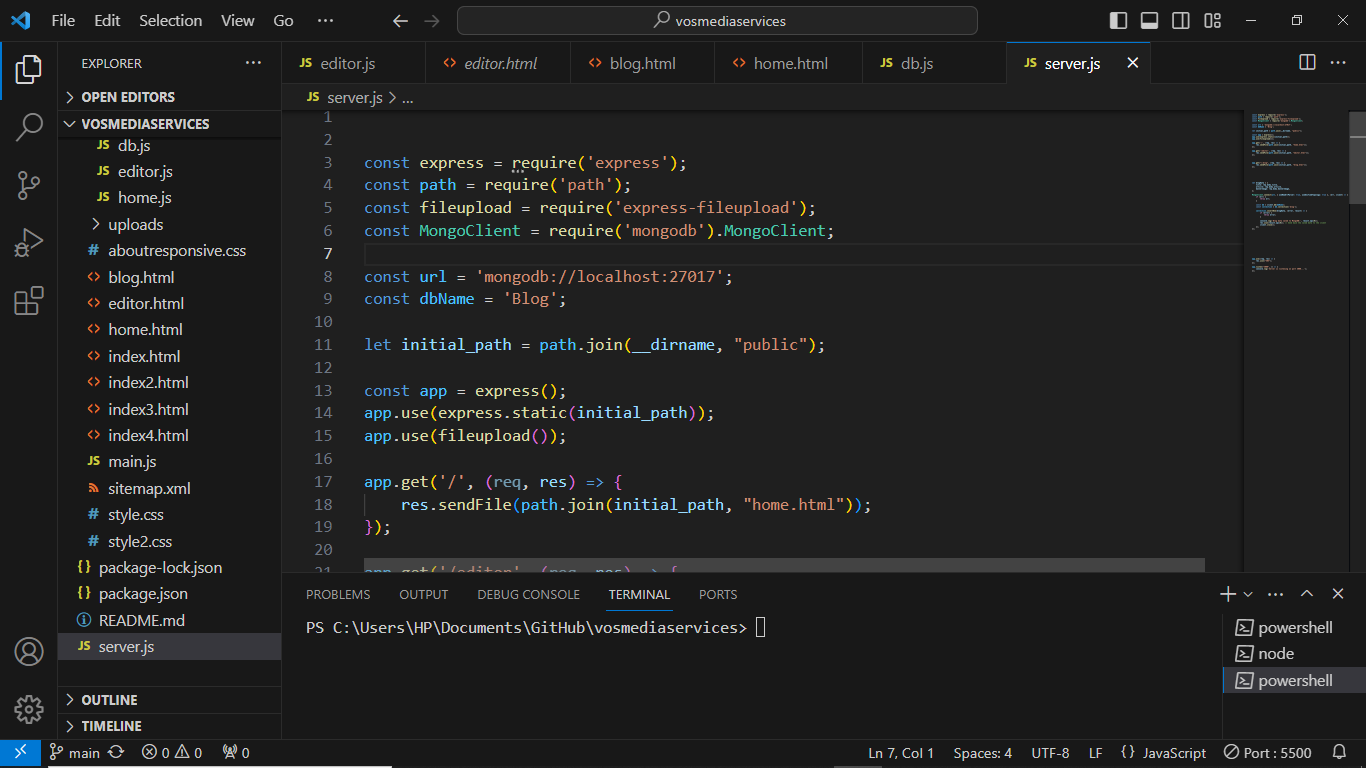 File Edit Selection View Go ··· vosmediaservices
EXPLORER ···
OPEN EDITORS
VOSMEDIASERVICES
JS db.js
JS editor.js
JS home.js
uploads
# aboutresponsive.css
<> blog.html
<> editor.html
<> home.html
<> index.html
<> index2.html
<> index3.html
<> index4.html
JS main.js
sitemap.xml
# style.css
# style2.css
{} package-lock.json
{} package.json
README.md
JS server.js
OUTLINE
TIMELINE
JS editor.js <> editor.html <> blog.html <> home.html JS db.js JS server.js
JS server.js > ...
1
2
3 const express = require('express');
4 const path = require('path');
5 const fileupload = require('express-fileupload');
6 const MongoClient = require('mongodb').MongoClient;
7
8 const url = 'mongodb://localhost:27017';
9 const dbName = 'Blog';
10
11 let initial_path = path.join(__dirname, "public");
12
13 const app = express();
14 app.use(express.static(initial_path));
15 app.use(fileupload());
16
17 app.get('/', (req, res) => {
18     res.sendFile(path.join(initial_path, "home.html"));
19 });
20
21 app.get('/editor', (req, res) => {
PROBLEMS OUTPUT DEBUG CONSOLE TERMINAL PORTS
PS C:\Users\HP\Documents\GitHub\vosmediaservices>
powershell
node
powershell
main 0 0 0 Ln 7, Col 1 Spaces: 4 UTF-8 LF {} JavaScript Port : 5500